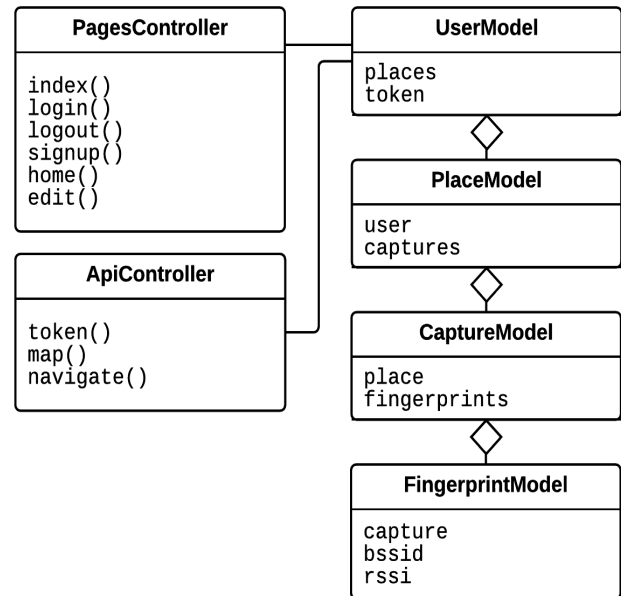 PagesController
index()
login()
logout()
signup()
home()
edit()
ApiController
token()
map()
navigate()
UserModel
places
token
PlaceModel
user
captures
CaptureModel
place
fingerprints
FingerprintModel
capture
bssid
rssi